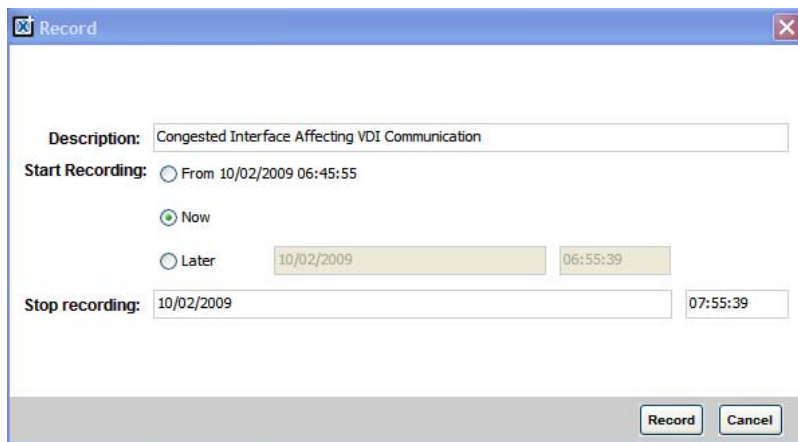 Record
Description: Congested Interface Affecting VDI Communication
Start Recording: From 10/02/2009 06:45:55
Now
Later 10/02/2009 06:55:39
Stop recording: 10/02/2009 07:55:39
Record Cancel